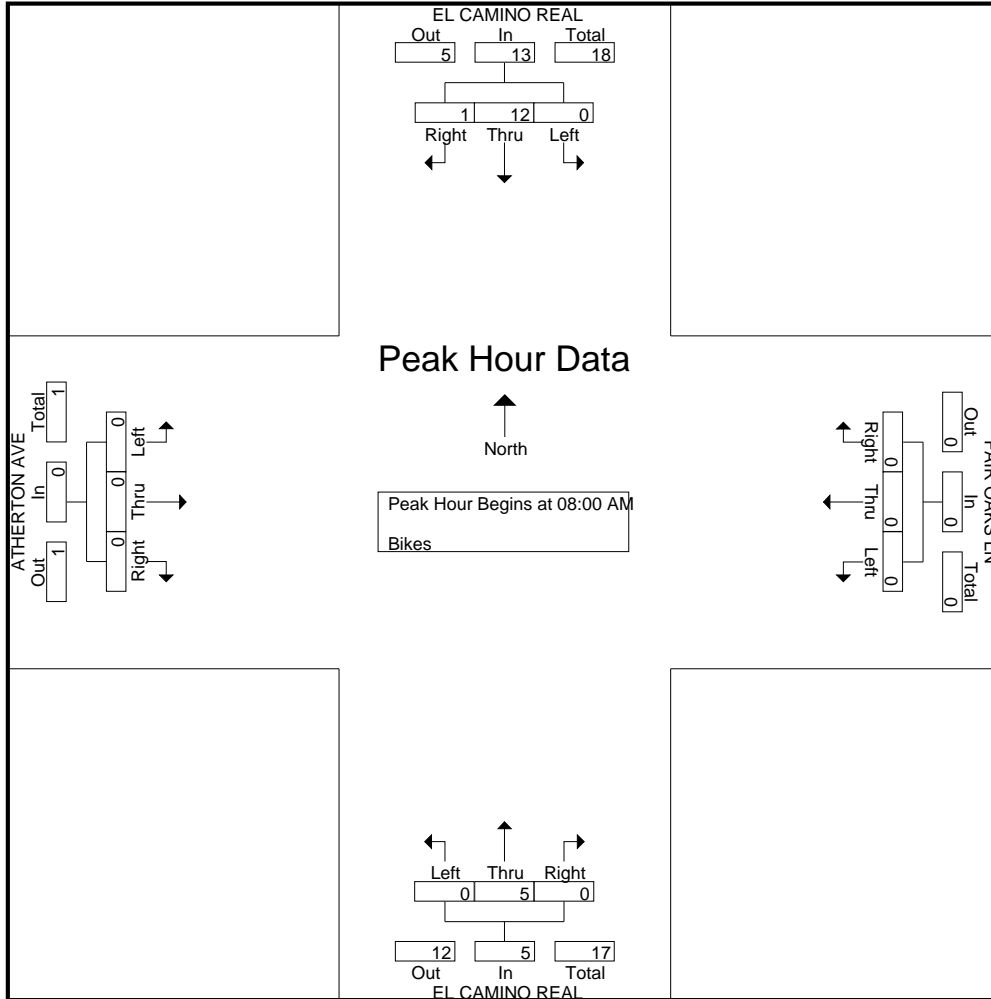 EL CAMINO REAL
Out In Total
5 13 18
1 12 0
Right Thru Left
Peak Hour Data
North
Peak Hour Begins at 08:00 AM
Bikes
ATHERTON AVE
Total In Out
1 0 1
0 0 0
Left Thru Right
Right Thru Left
0 0 0
Out In Total
0 0 0
LN
Left Thru Right
0 5 0
12 5 17
Out In Total
EL CAMINO REAL